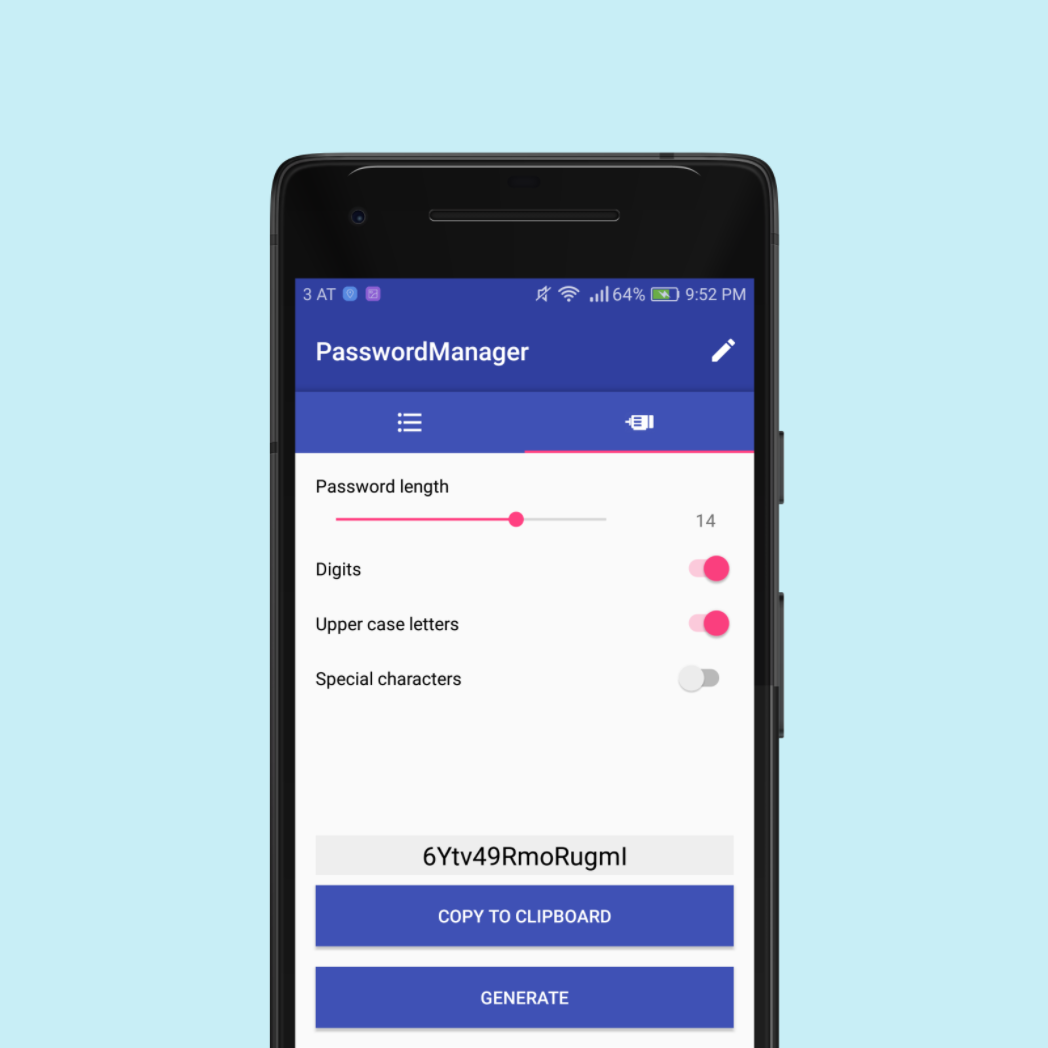 3 AT 64% 9:52 PM
PasswordManager
Password length
14
Digits
Upper case letters
Special characters
6Ytv49RmoRugmI
COPY TO CLIPBOARD
GENERATE